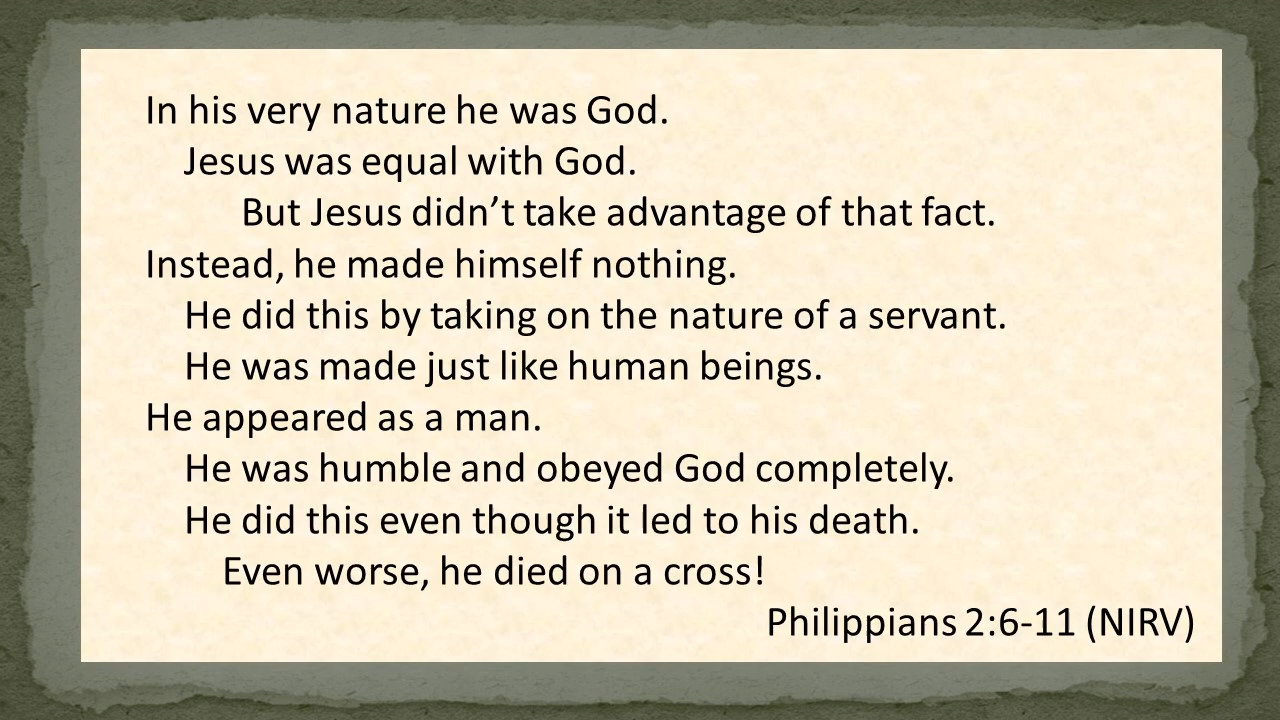 In his very nature he was God.
Jesus was equal with God.
But Jesus didn’t take advantage of that fact.
Instead, he made himself nothing.
He did this by taking on the nature of a servant.
He was made just like human beings.
He appeared as a man.
He was humble and obeyed God completely.
He did this even though it led to his death.
Even worse, he died on a cross!
Philippians 2:6-11 (NIRV)